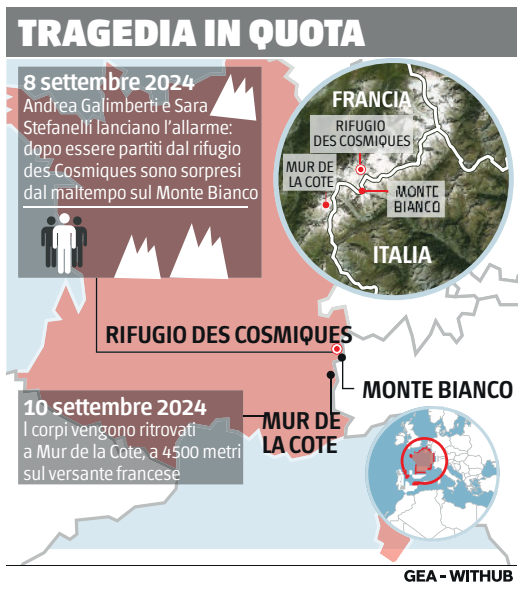 TRAGEDIA IN QUOTA
8 settembre 2024
Andrea Galimberti e Sara
Stefanelli lanciano l'allarme:
dopo essere partiti dal rifugio
des Cosmiques sono sorpresi
dal maltempo sul Monte Bianco
FRANCIA
RIFUGIO
DES COSMIQUES
MUR DE
LA COTE
MONTE
BIANCO
ITALIA
RIFUGIO DES COSMIQUES
MONTE BIANCO
10 settembre 2024
I corpi vengono ritrovati
a Mur de la Cote, a 4500 metri
sul versante francese
MUR DE
LA COTE
GEA - WITHUB